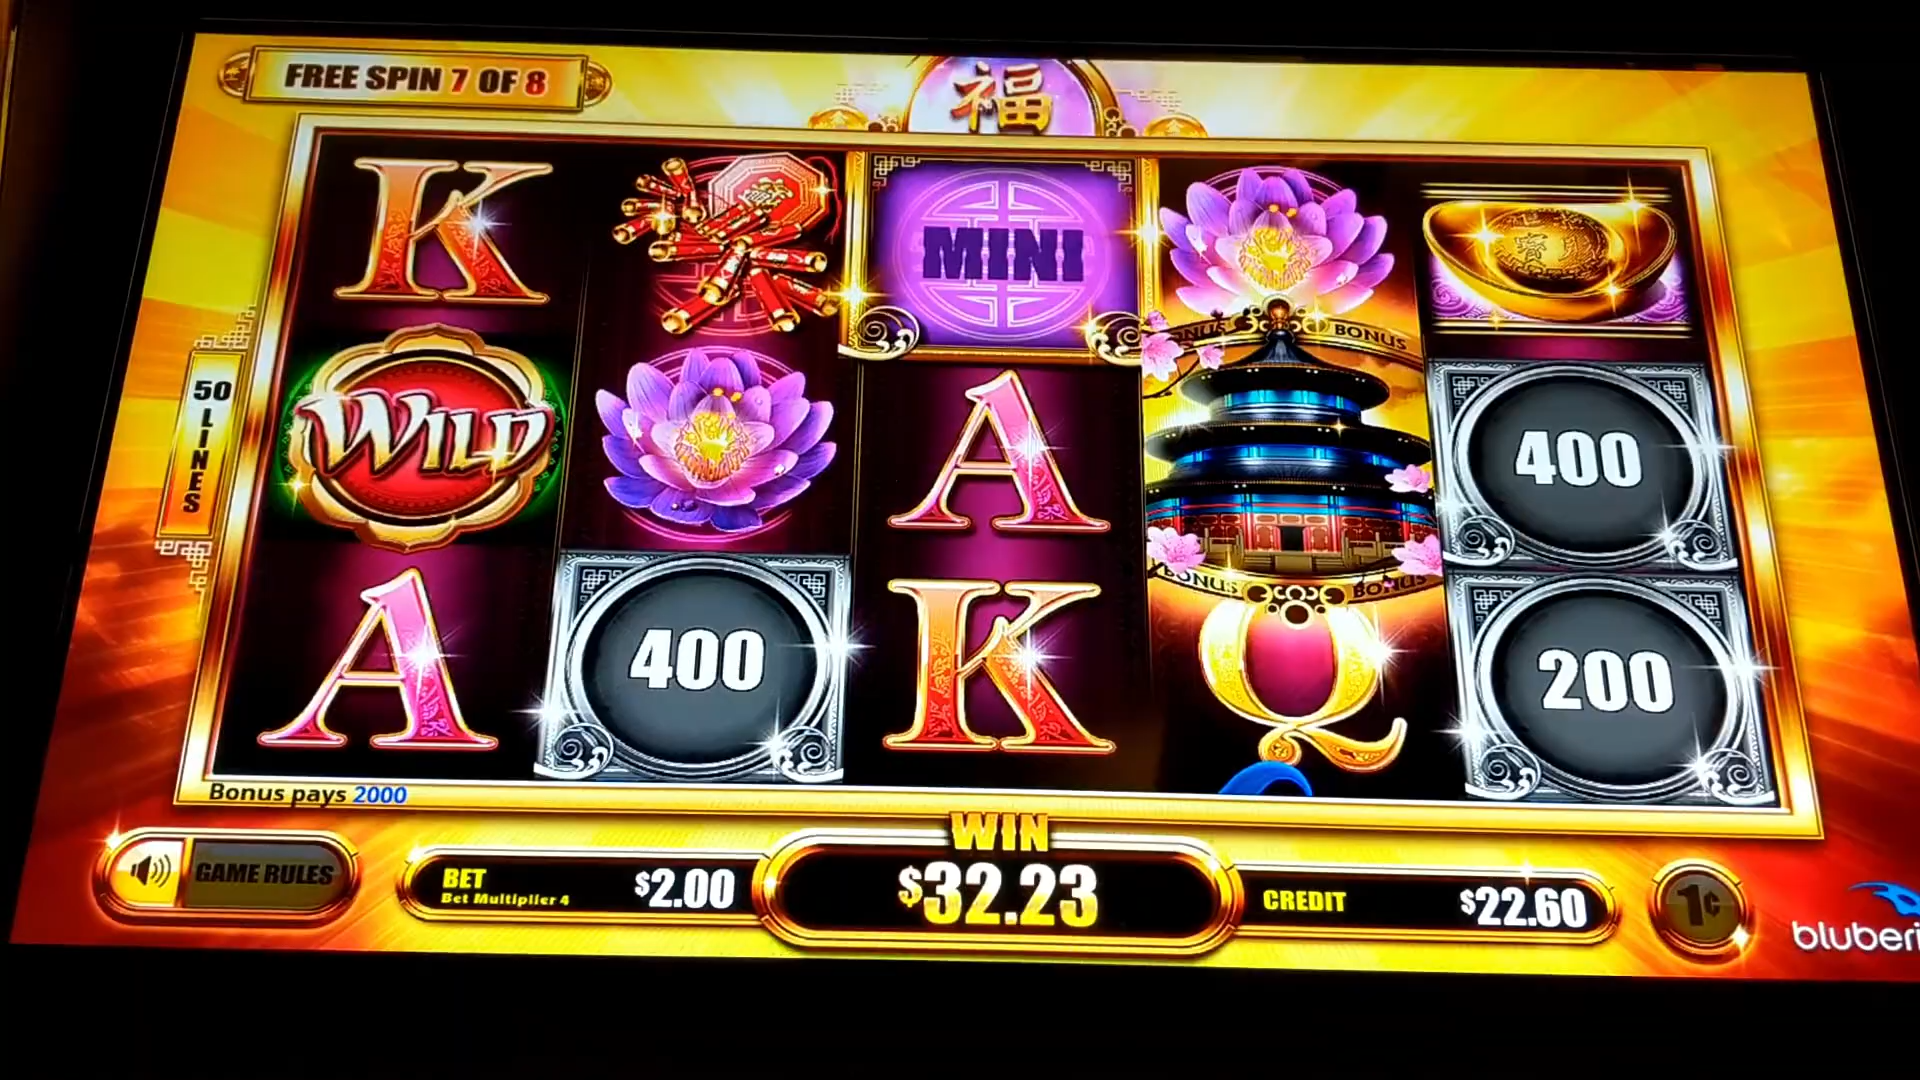 FREE SPIN 7 OF 8
福
K
MINI
50 LINES
WILD
A
BONUS
BONUS
400
A
400
K
BONUS
BONUS
Q
200
Bonus pays 2000
WIN
GAME RULES
BET
Bet Multiplier 4
$2.00
$32.23
CREDIT
$22.60
1¢
bluberi